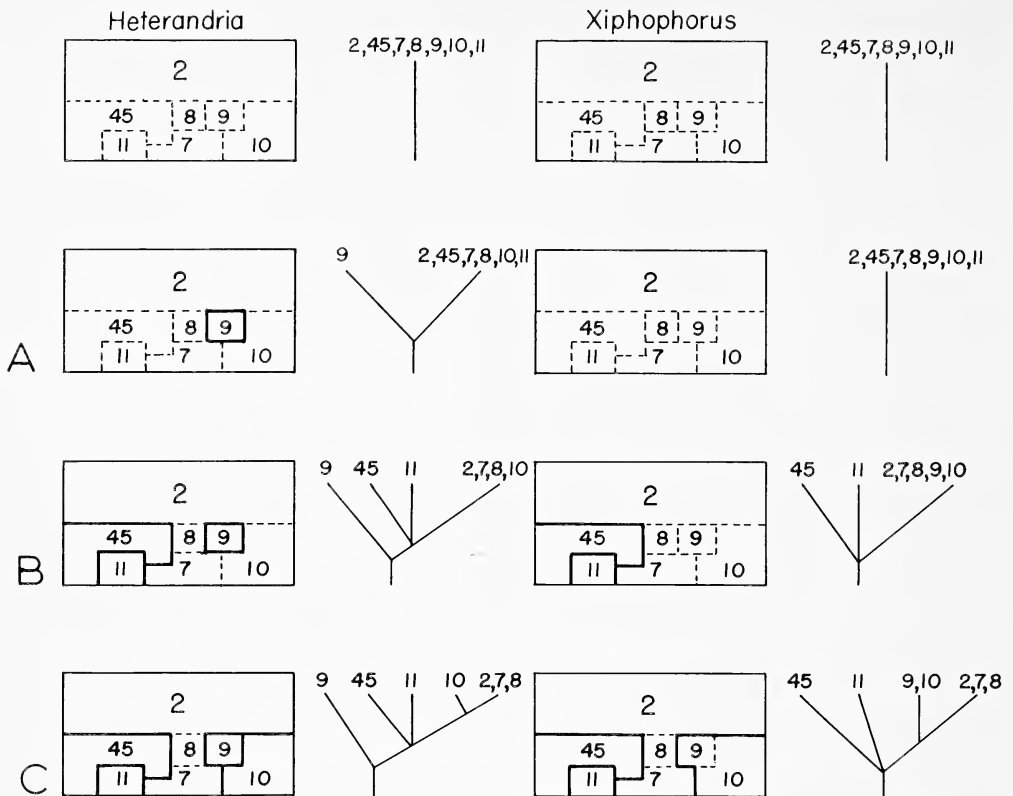 Heterandria Xiphophorus
2,45,7,8,9,10,11 2,45,7,8,9,10,11
2 2
45 8 9 45 8 9
11 7 10 11 7 10
A
9 2,45,7,8,10,11 2,45,7,8,9,10,11
2 2
45 8 9 45 8 9
11 7 10 11 7 10
B
9 45 11 2,7,8,10 45 11 2,7,8,9,10
2 2
45 8 9 45 8 9
11 7 10 11 7 10
C
9 45 11 10 2,7,8 45 11 9,10 2,7,8
2 2
45 8 9 45 8 9
11 7 10 11 7 10